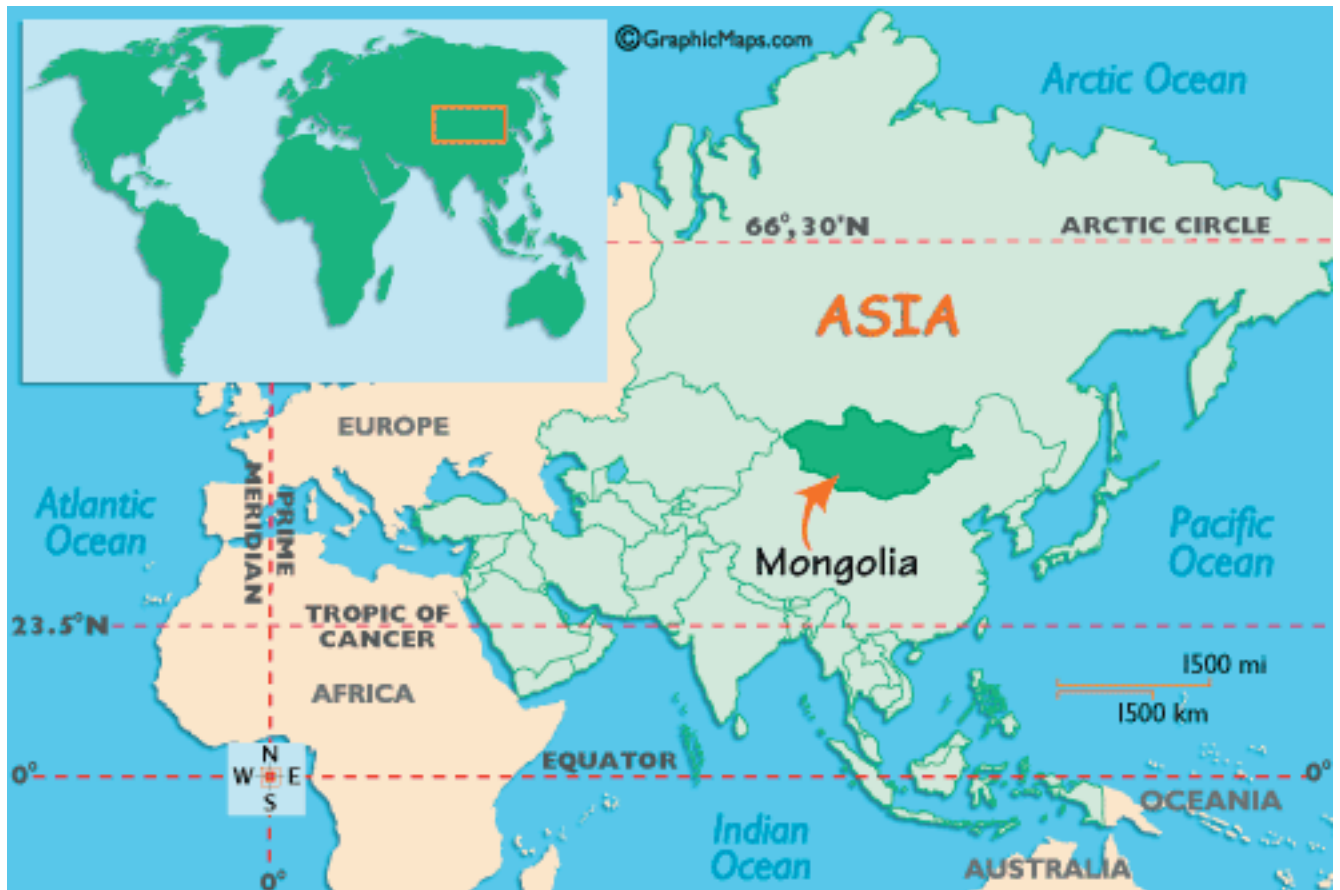 ©GraphicMaps.com
Arctic Ocean
66°, 30'N
ARCTIC CIRCLE
ASIA
EUROPE
Atlantic
Ocean
PRIME
MERIDIAN
Pacific
Ocean
Mongolia
23.5°N
TROPIC OF
CANCER
AFRICA
1500 mi
1500 km
N
W
E
S
0°
EQUATOR
0°
OCEANIA
Indian
Ocean
AUSTRALIA
0°